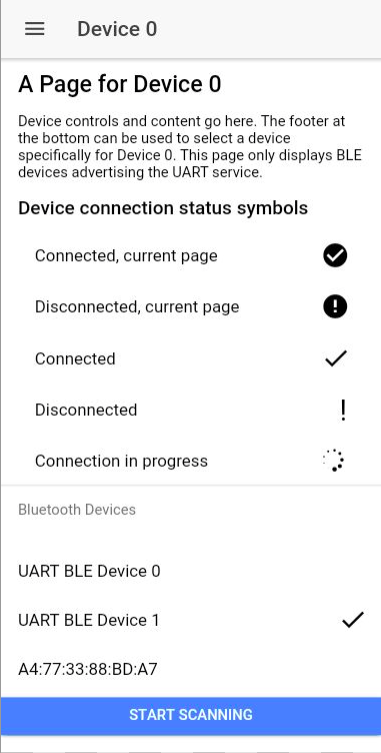 Device 0
A Page for Device 0
Device controls and content go here. The footer at
the bottom can be used to select a device
specifically for Device 0. This page only displays BLE
devices advertising the UART service.
Device connection status symbols
Connected, current page
Disconnected, current page
Connected
Disconnected
Connection in progress
Bluetooth Devices
UART BLE Device 0
UART BLE Device 1
A4:77:33:88:BD:A7
START SCANNING